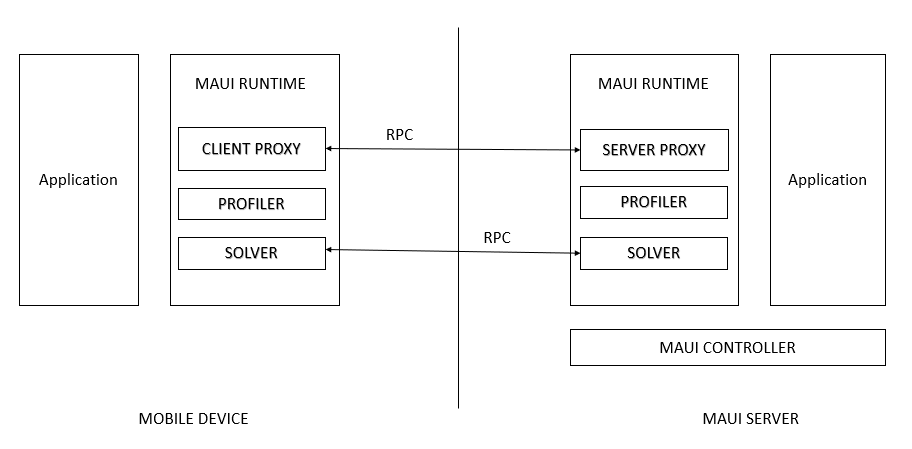 MAUI RUNTIME
MAUI RUNTIME
RPC
CLIENT PROXY
SERVER PROXY
Application
Application
PROFILER
PROFILER
RPC
SOLVER
SOLVER
MAUI CONTROLLER
MOBILE DEVICE
MAUI SERVER